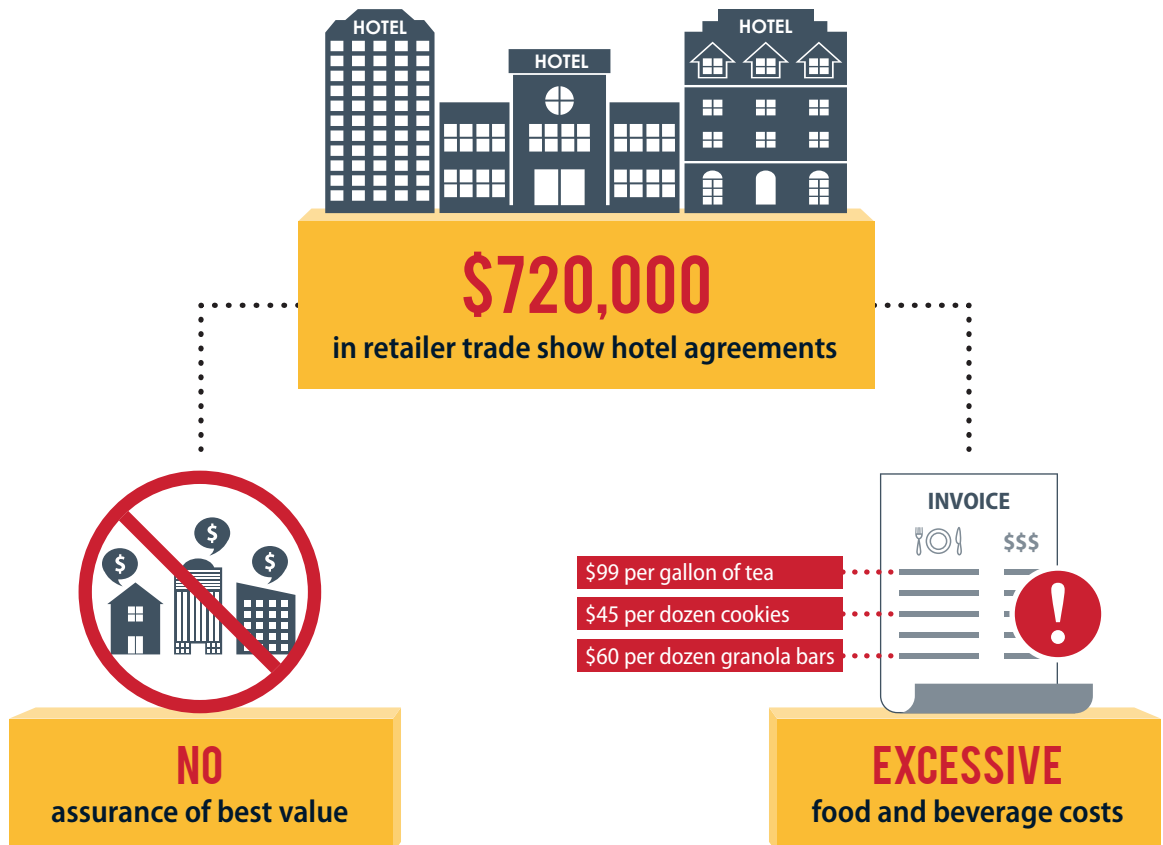 HOTEL
HOTEL
HOTEL
$720,000
in retailer trade show hotel agreements
$
$
$
NO
assurance of best value
INVOICE
$$$
$99 per gallon of tea
$45 per dozen cookies
$60 per dozen granola bars
!
EXCESSIVE
food and beverage costs